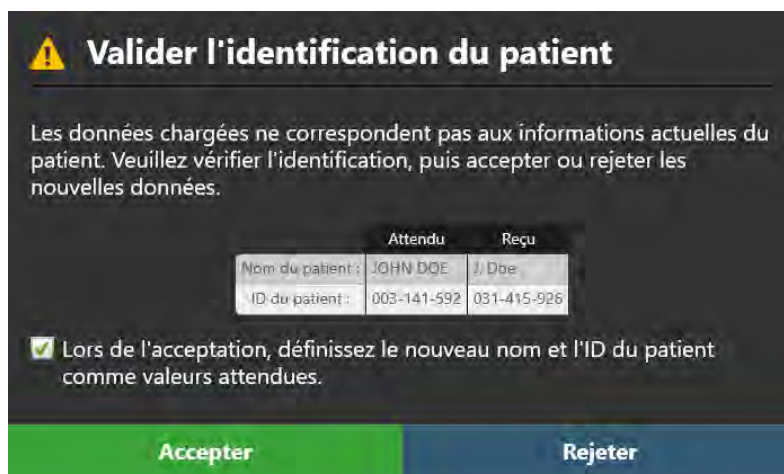 Valider l'identification du patient
Les données chargées ne correspondent pas aux informations actuelles du
patient. Veuillez vérifier l'identification, puis accepter ou rejeter les
nouvelles données.
Attendu Reçu
Nom du patient : JOHN DOE J. Doe
ID du patient : 003-141-592 031-415-926
Lors de l'acceptation, définissez le nouveau nom et l'ID du patient
comme valeurs attendues.
Accepter Rejeter